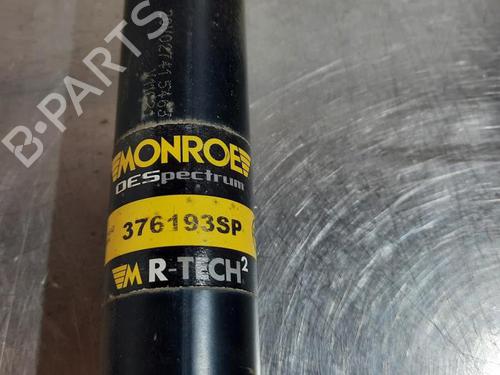 B-PARTS
MONROE
OESpectrum
376193SP
M R-TECH²